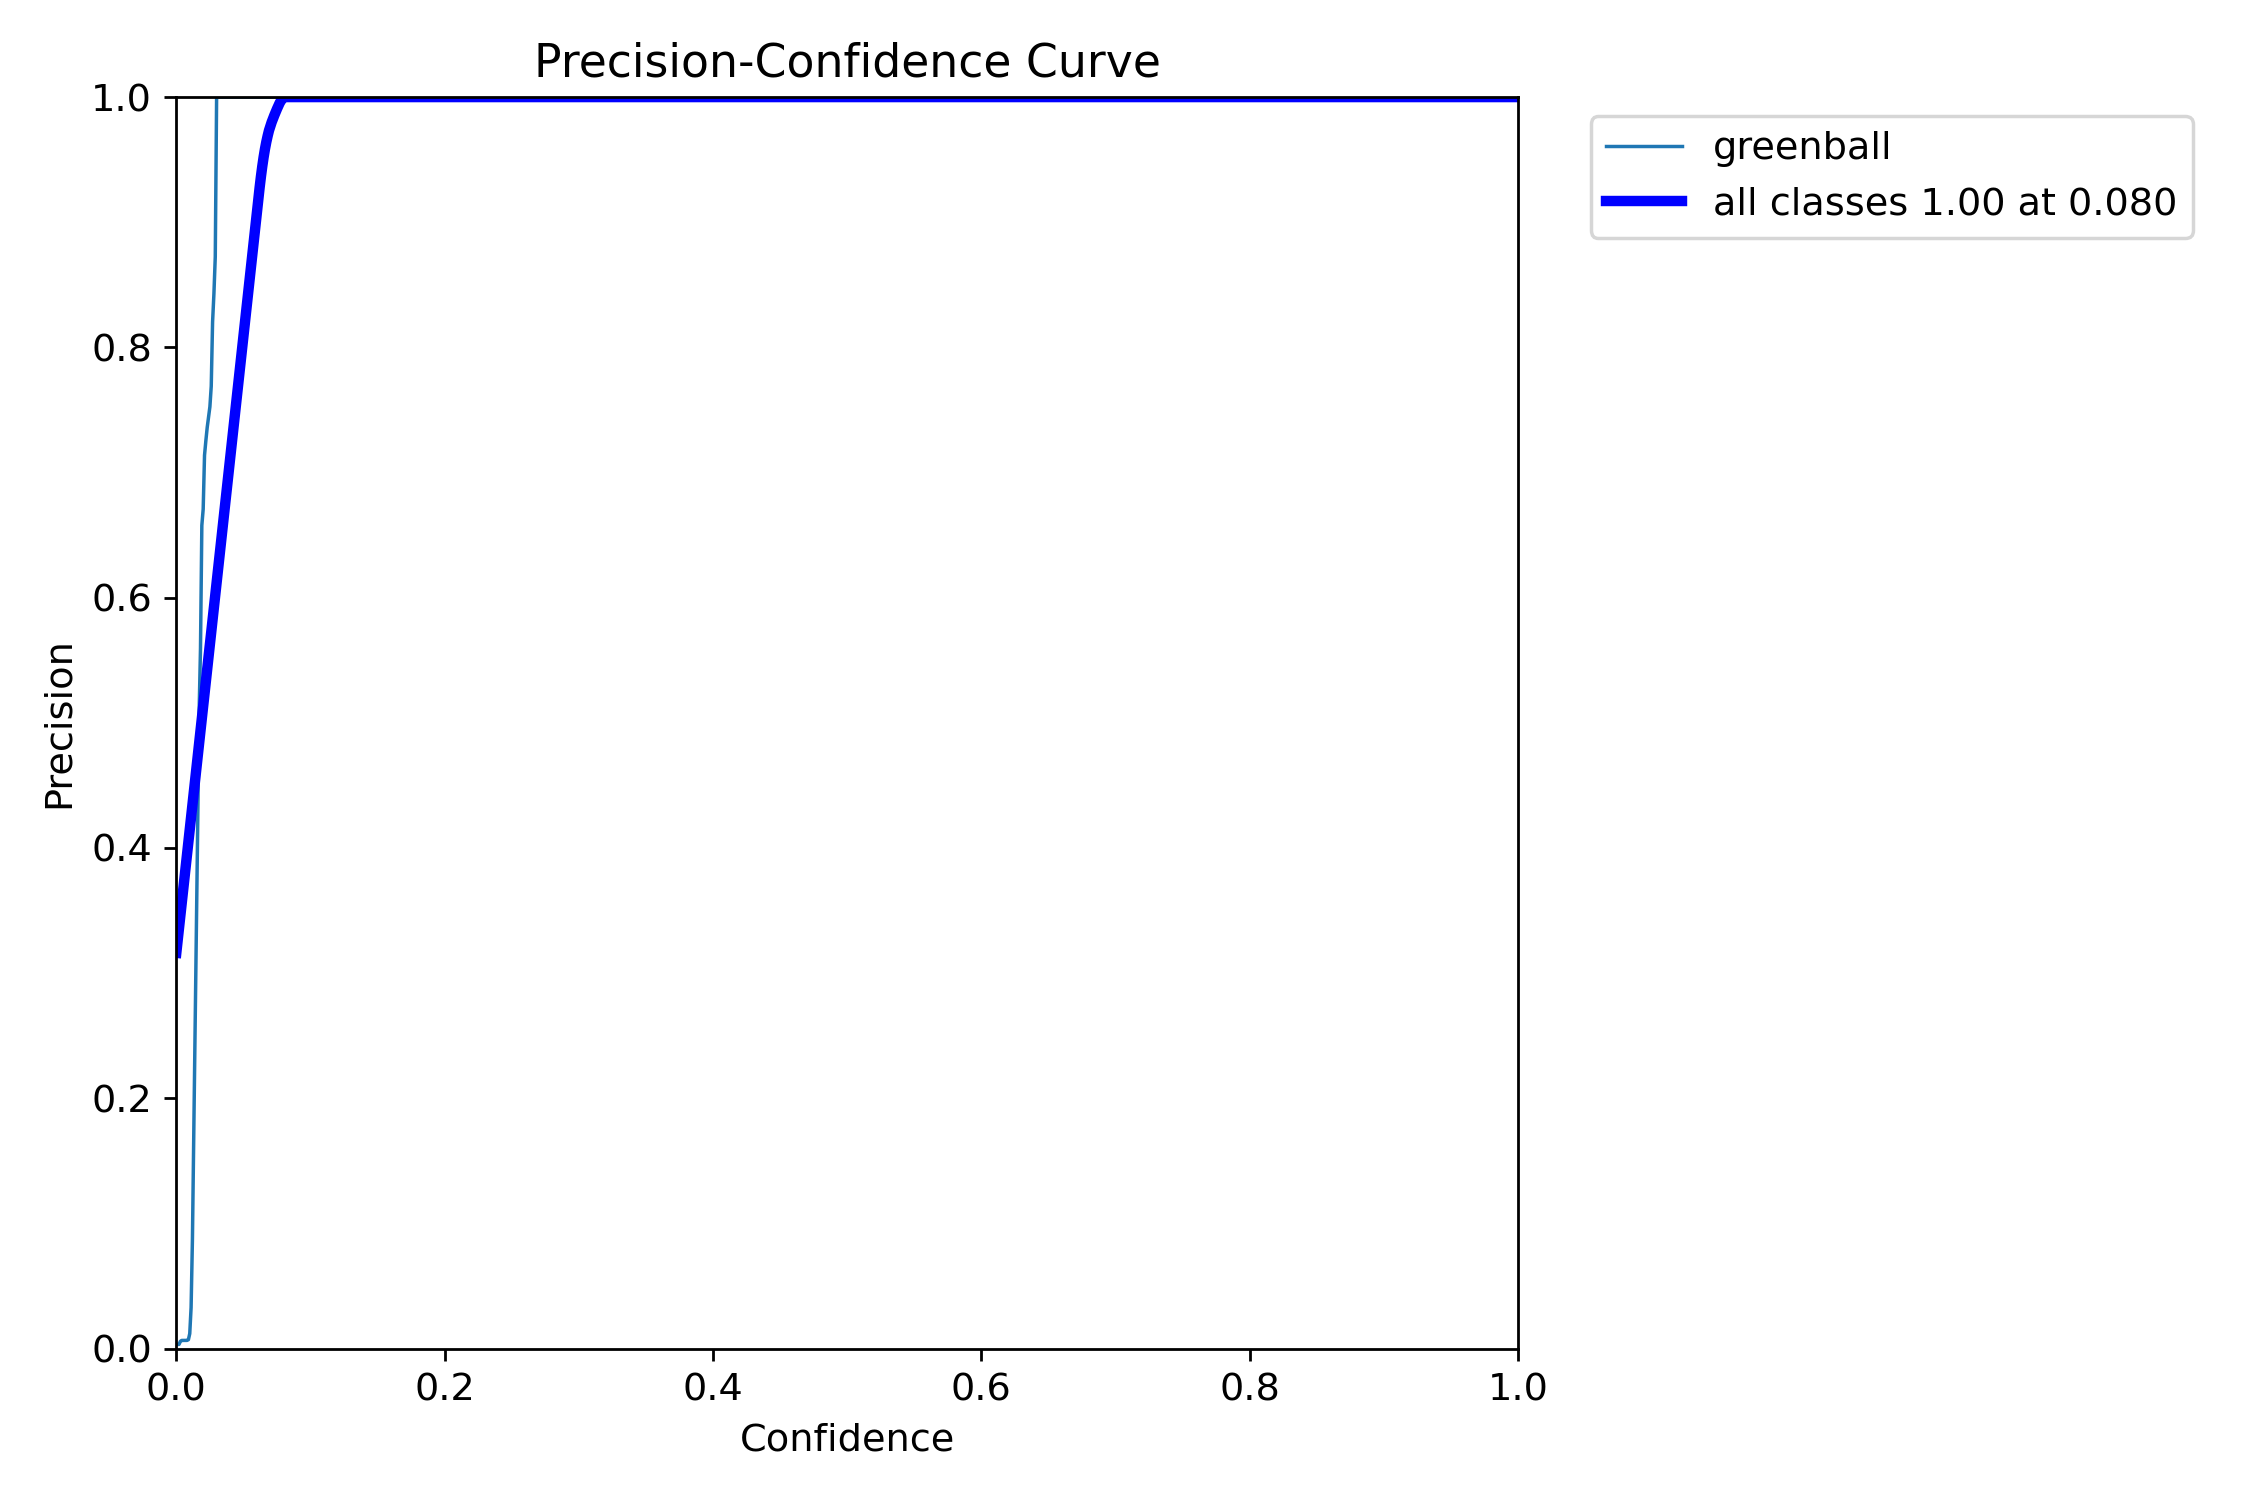 Precision-Confidence Curve
1.0
0.8
0.6
0.4
0.2
0.0
Precision
0.0 0.2 0.4 0.6 0.8 1.0
Confidence
greenball
all classes 1.00 at 0.080